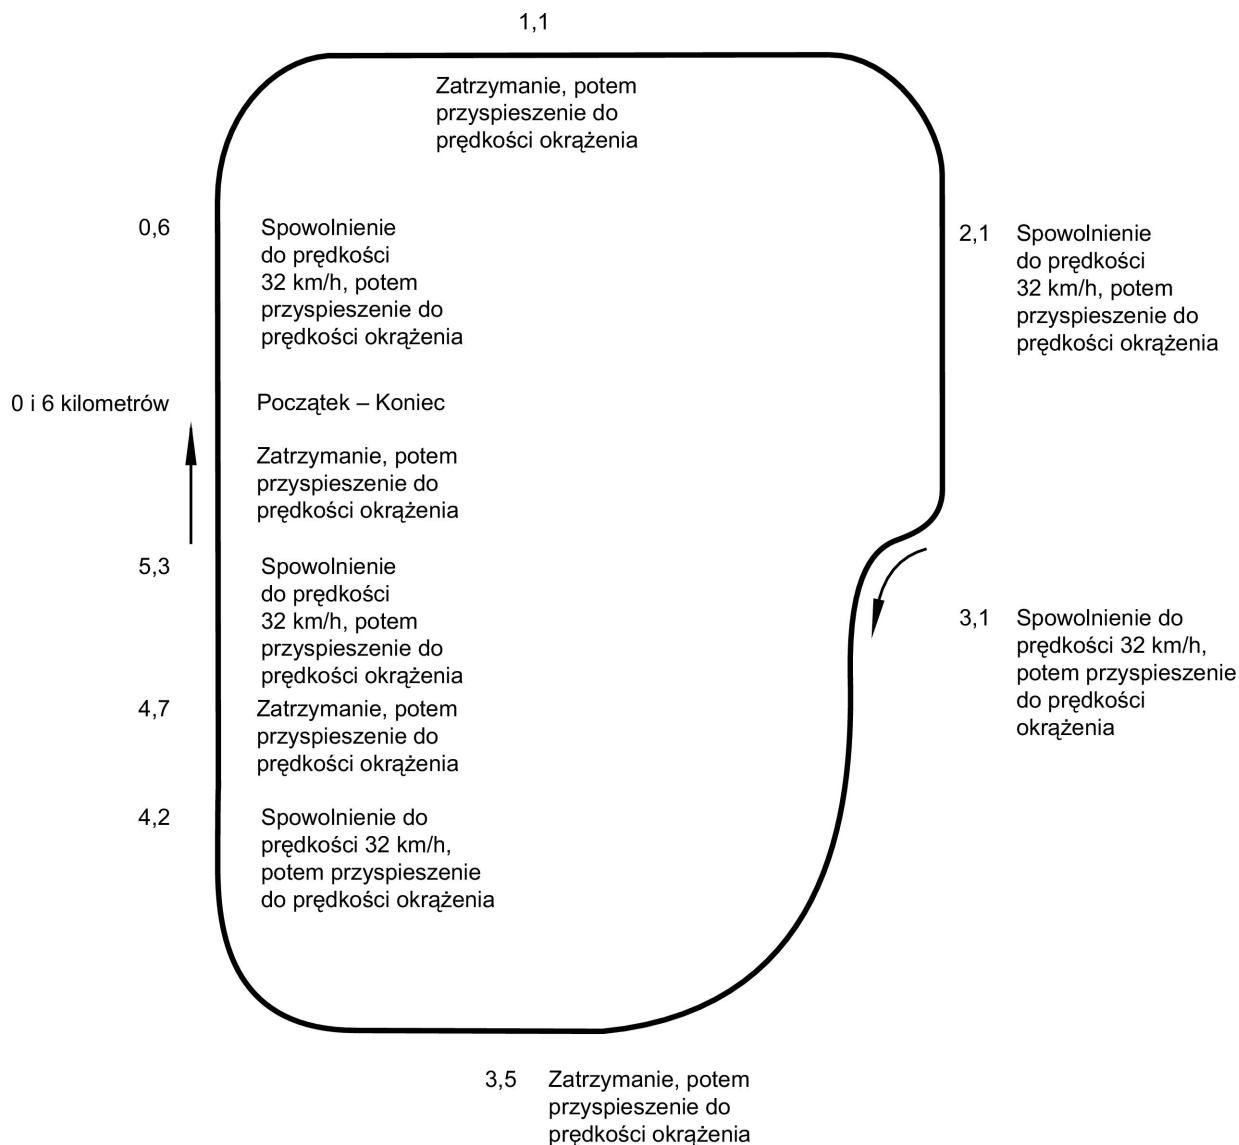 1,1
Zatrzymanie, potem
przyspieszenie do
prędkości okrążenia
0,6
Spowolnienie
do prędkości
32 km/h, potem
przyspieszenie do
prędkości okrążenia
2,1
Spowolnienie
do prędkości
32 km/h, potem
przyspieszenie do
prędkości okrążenia
0 i 6 kilometrów
Początek – Koniec
Zatrzymanie, potem
przyspieszenie do
prędkości okrążenia
5,3
Spowolnienie
do prędkości
32 km/h, potem
przyspieszenie do
prędkości okrążenia
3,1
Spowolnienie do
prędkości 32 km/h,
potem przyspieszenie
do prędkości
okrążenia
4,7
Zatrzymanie, potem
przyspieszenie do
prędkości okrążenia
4,2
Spowolnienie do
prędkości 32 km/h,
potem przyspieszenie
do prędkości okrążenia
3,5
Zatrzymanie, potem
przyspieszenie do
prędkości okrążenia